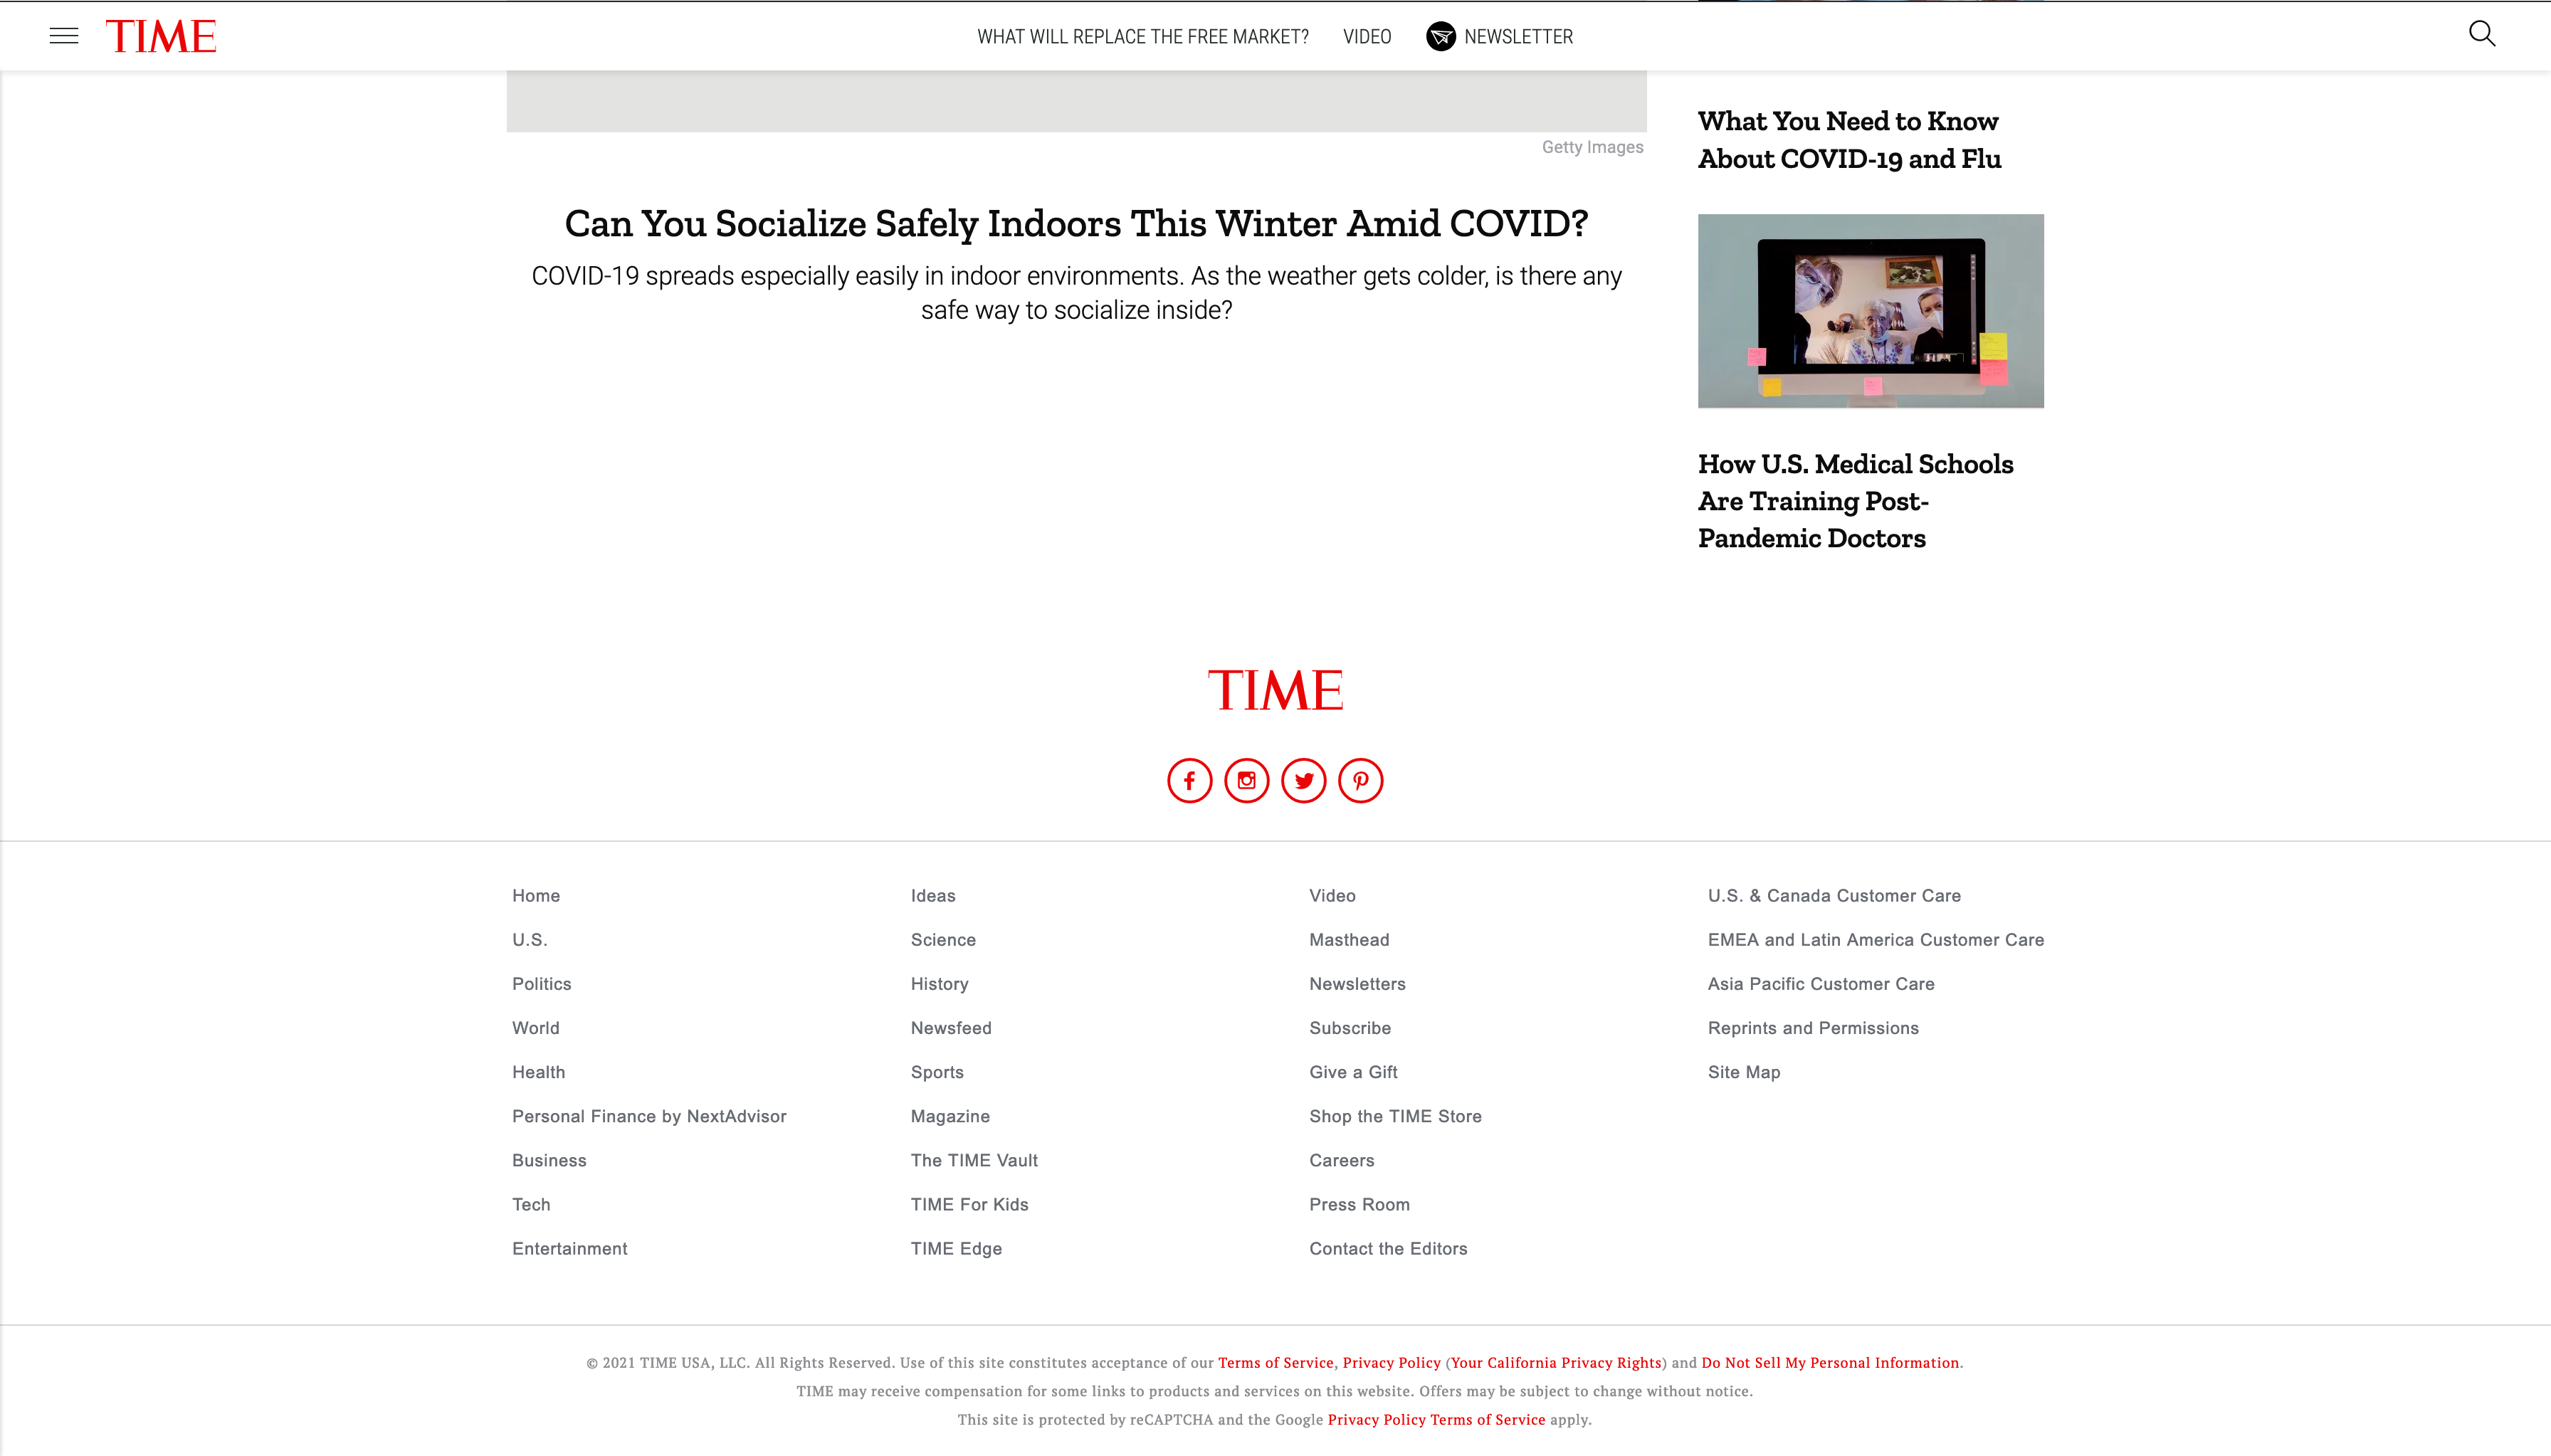 TIME
WHAT WILL REPLACE THE FREE MARKET?
VIDEO
NEWSLETTER
Getty Images
Can You Socialize Safely Indoors This Winter Amid COVID?
COVID-19 spreads especially easily in indoor environments. As the weather gets colder, is there any
safe way to socialize inside?
What You Need to Know
About COVID-19 and Flu
How U.S. Medical Schools
Are Training Post-
Pandemic Doctors
TIME
Home
U.S.
Politics
World
Health
Personal Finance by NextAdvisor
Business
Tech
Entertainment
Ideas
Science
History
Newsfeed
Sports
Magazine
The TIME Vault
TIME For Kids
TIME Edge
Video
Masthead
Newsletters
Subscribe
Give a Gift
Shop the TIME Store
Careers
Press Room
Contact the Editors
U.S. & Canada Customer Care
EMEA and Latin America Customer Care
Asia Pacific Customer Care
Reprints and Permissions
Site Map
© 2021 TIME USA, LLC. All Rights Reserved. Use of this site constitutes acceptance of our Terms of Service, Privacy Policy (Your California Privacy Rights) and Do Not Sell My Personal Information.
TIME may receive compensation for some links to products and services on this website. Offers may be subject to change without notice.
This site is protected by reCAPTCHA and the Google Privacy Policy Terms of Service apply.